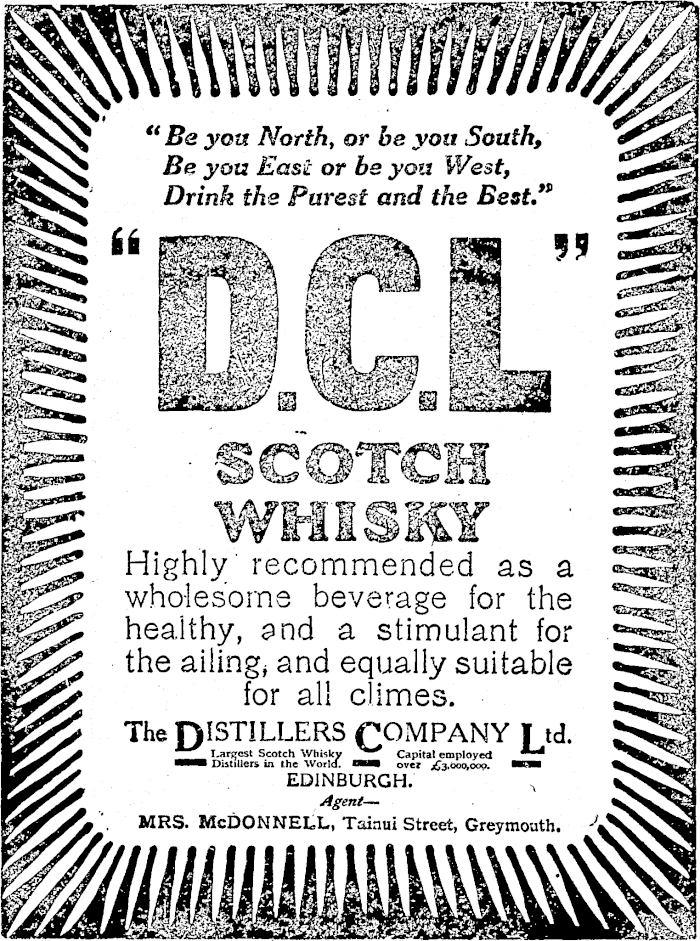 “Be you North, or be you South,
Be you East or be you West,
Drink the Purest and the Best.”
“D.C.L”
SCOTCH
WHISKY
Highly recommended as a
wholesome beverage for the
healthy, and a stimulant for
the ailing, and equally suitable
for all climes.
The DISTILLERS COMPANY Ltd.
Largest Scotch Whisky
Distillers in the World.
Capital employed
over £3,000,000.
EDINBURGH.
Agent—
MRS. McDONNELL, Tainui Street, Greymouth.